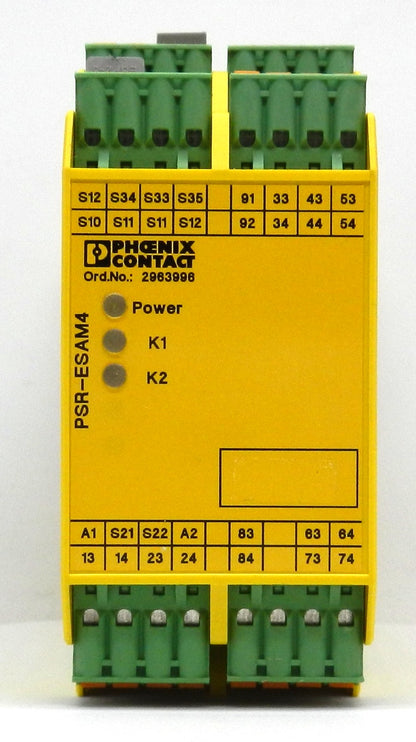 S12 S34 S33 S35 91 33 43 53
S10 S11 S11 S12 92 34 44 54
PHŒNIX
CONTACT
Ord.No.: 2963996
Power
K1
K2
PSR-ESAM4
A1 S21 S22 A2 83 63 64
13 14 23 24 84 73 74